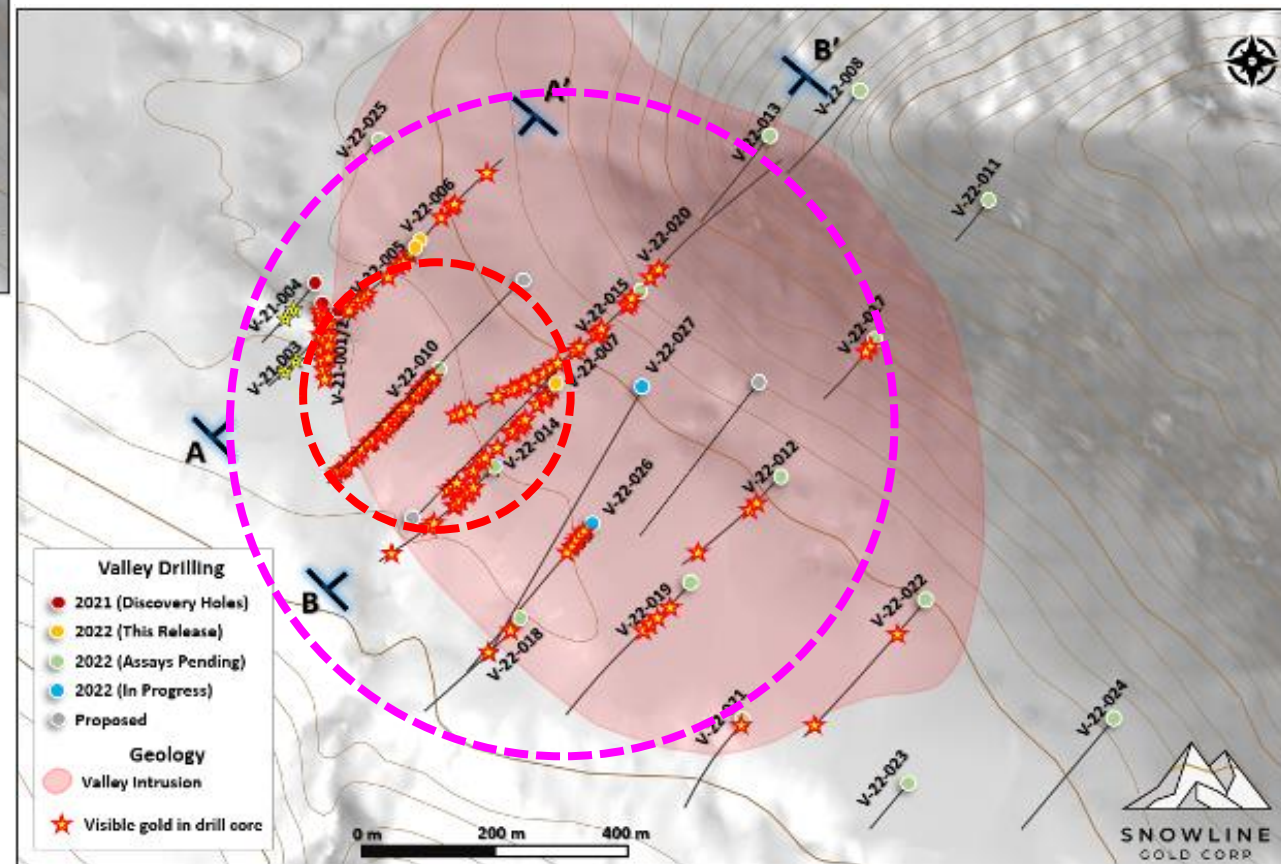 B'
A'
V-22-008
V-22-013
V-22-025
V-22-011
V-22-006
V-22-020
V-22-005
V-21-004
V-22-015
V-22-017
V-22-027
V-21-003
V-21-001/2
V-22-010
V-22-007
A
V-22-014
V-22-012
V-22-026
B
V-22-019
V-22-022
V-22-018
V-22-024
V-22-023
Valley Drilling
2021 (Discovery Holes)
2022 (This Release)
2022 (Assays Pending)
2022 (In Progress)
Proposed
Geology
Valley Intrusion
Visible gold in drill core
0 m
200 m
400 m
SNOWLINE
GOLD CORP